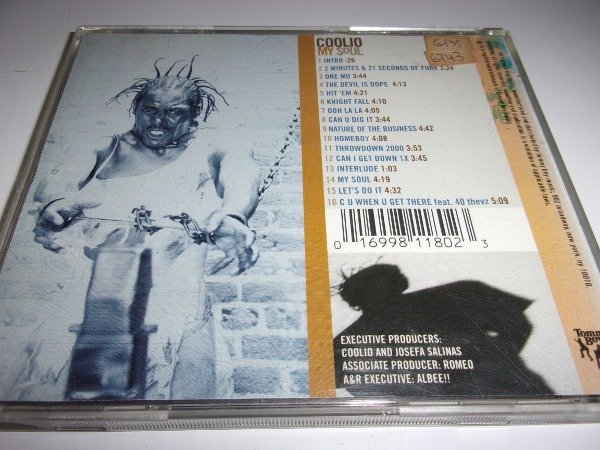 COOLIO
MY SOUL
1 INTRO :26
2 2 MINUTES & 21 SECONDS OF FUNK 2:24
3 ONE MO 3:44
4 THE DEVIL IS DOPE 4:13
5 HIT 'EM 4:21
6 KNIGHT FALL 4:10
7 OOH LA LA 4:05
8 CAN U DIG IT 3:44
9 NATURE OF THE BUSINESS 4:42
10 HOMEBOY 4:08
11 THROWDOWN 2000 3:53
12 CAN I GET DOWN 1X 3:45
13 INTERLUDE 1:03
14 MY SOUL 4:19
15 LET'S DO IT 4:32
16 C U WHEN U GET THERE feat. 40 thevz 5:09
0 16998 11802 3
EXECUTIVE PRODUCERS:
COOLIO AND JOSEFA SALINAS
ASSOCIATE PRODUCER: ROMEO
A&R EXECUTIVE: ALBEE!!
Tommy
Boy